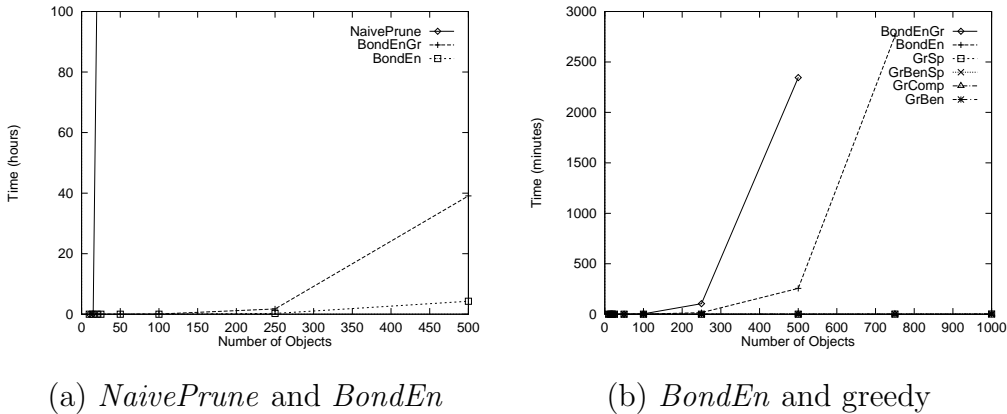 100
80
60
40
20
0
Time (hours)
NaivePrune
BondEnGr
BondEn
0 50 100 150 200 250 300 350 400 450 500
Number of Objects
(a) NaivePrune and BondEn
3000
2500
2000
1500
1000
500
0
Time (minutes)
BondEnGr
BondEn
GrSp
GrBenSp
GrComp
GrBen
0 100 200 300 400 500 600 700 800 900 1000
Number of Objects
(b) BondEn and greedy